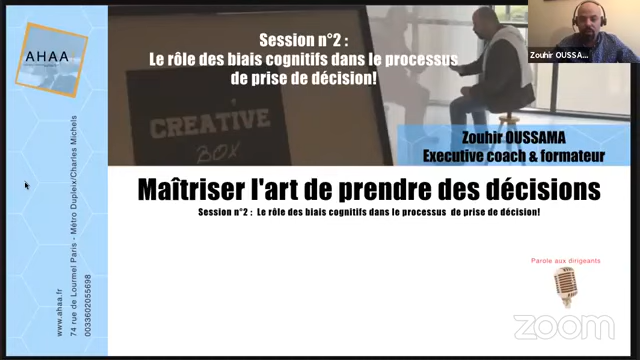 AHAA
Session n°2 :
Le rôle des biais cognitifs dans le processus
de prise de décision!
CREATIVE
BOX
Zouhir OUSSAMA
Executive coach & formateur
Zouhir OUSSA...
Maîtriser l'art de prendre des décisions
Session n°2 : Le rôle des biais cognitifs dans le processus de prise de décision!
Parole aux dirigeants
www.ahaa.fr
74 rue de Lourmel Paris - Métro Dupleix/Charles Michels
0033602055698
zoom